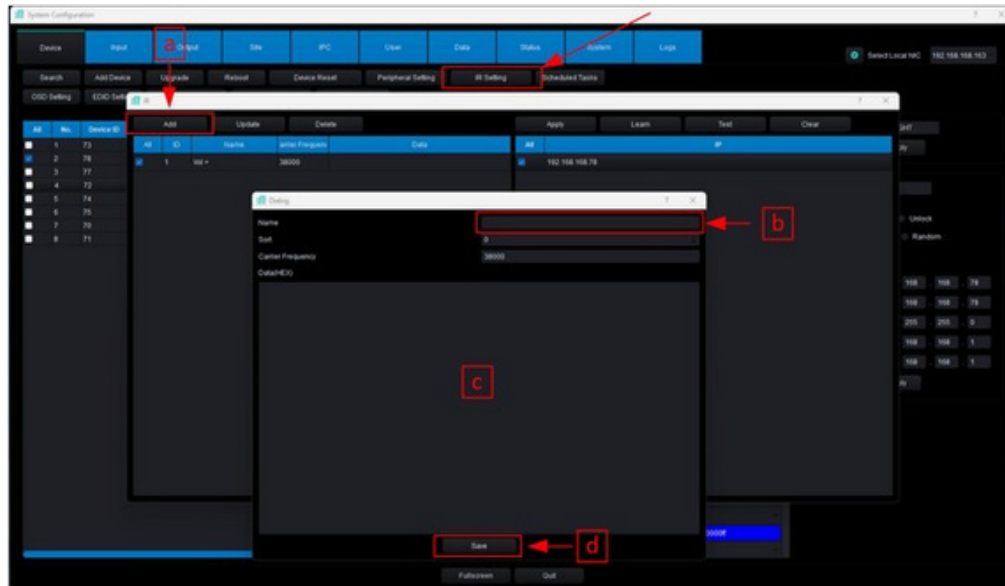 System Configuration
? X
Device Input Output Site IPC User Data Status System Logs
Select Local NIC 192.168.168.163
Search Add Device Upgrade Reboot Device Reset Peripheral Setting IR Setting Scheduled Tasks
OSD Setting EDID
a
IR
? X
Add Update Delete Apply Learn Test Clear
All No. Device ID
All ID Name arrier Frequen Data All IP
1 73
2 78
3 77
4 72
5 74
6 75
7 70
8 71
1 Vol + 38000 192.168.168.78
Dialog
? X
Name
b
Sort 0
Carrier Frequency 38000
Data(HEX)
c
Unlock
Random
168 . 168 . 78
168 . 168 . 78
255 . 255 . 0
168 . 168 . 1
168 . 168 . 1
Save
d
0000ff
Fullscreen Quit